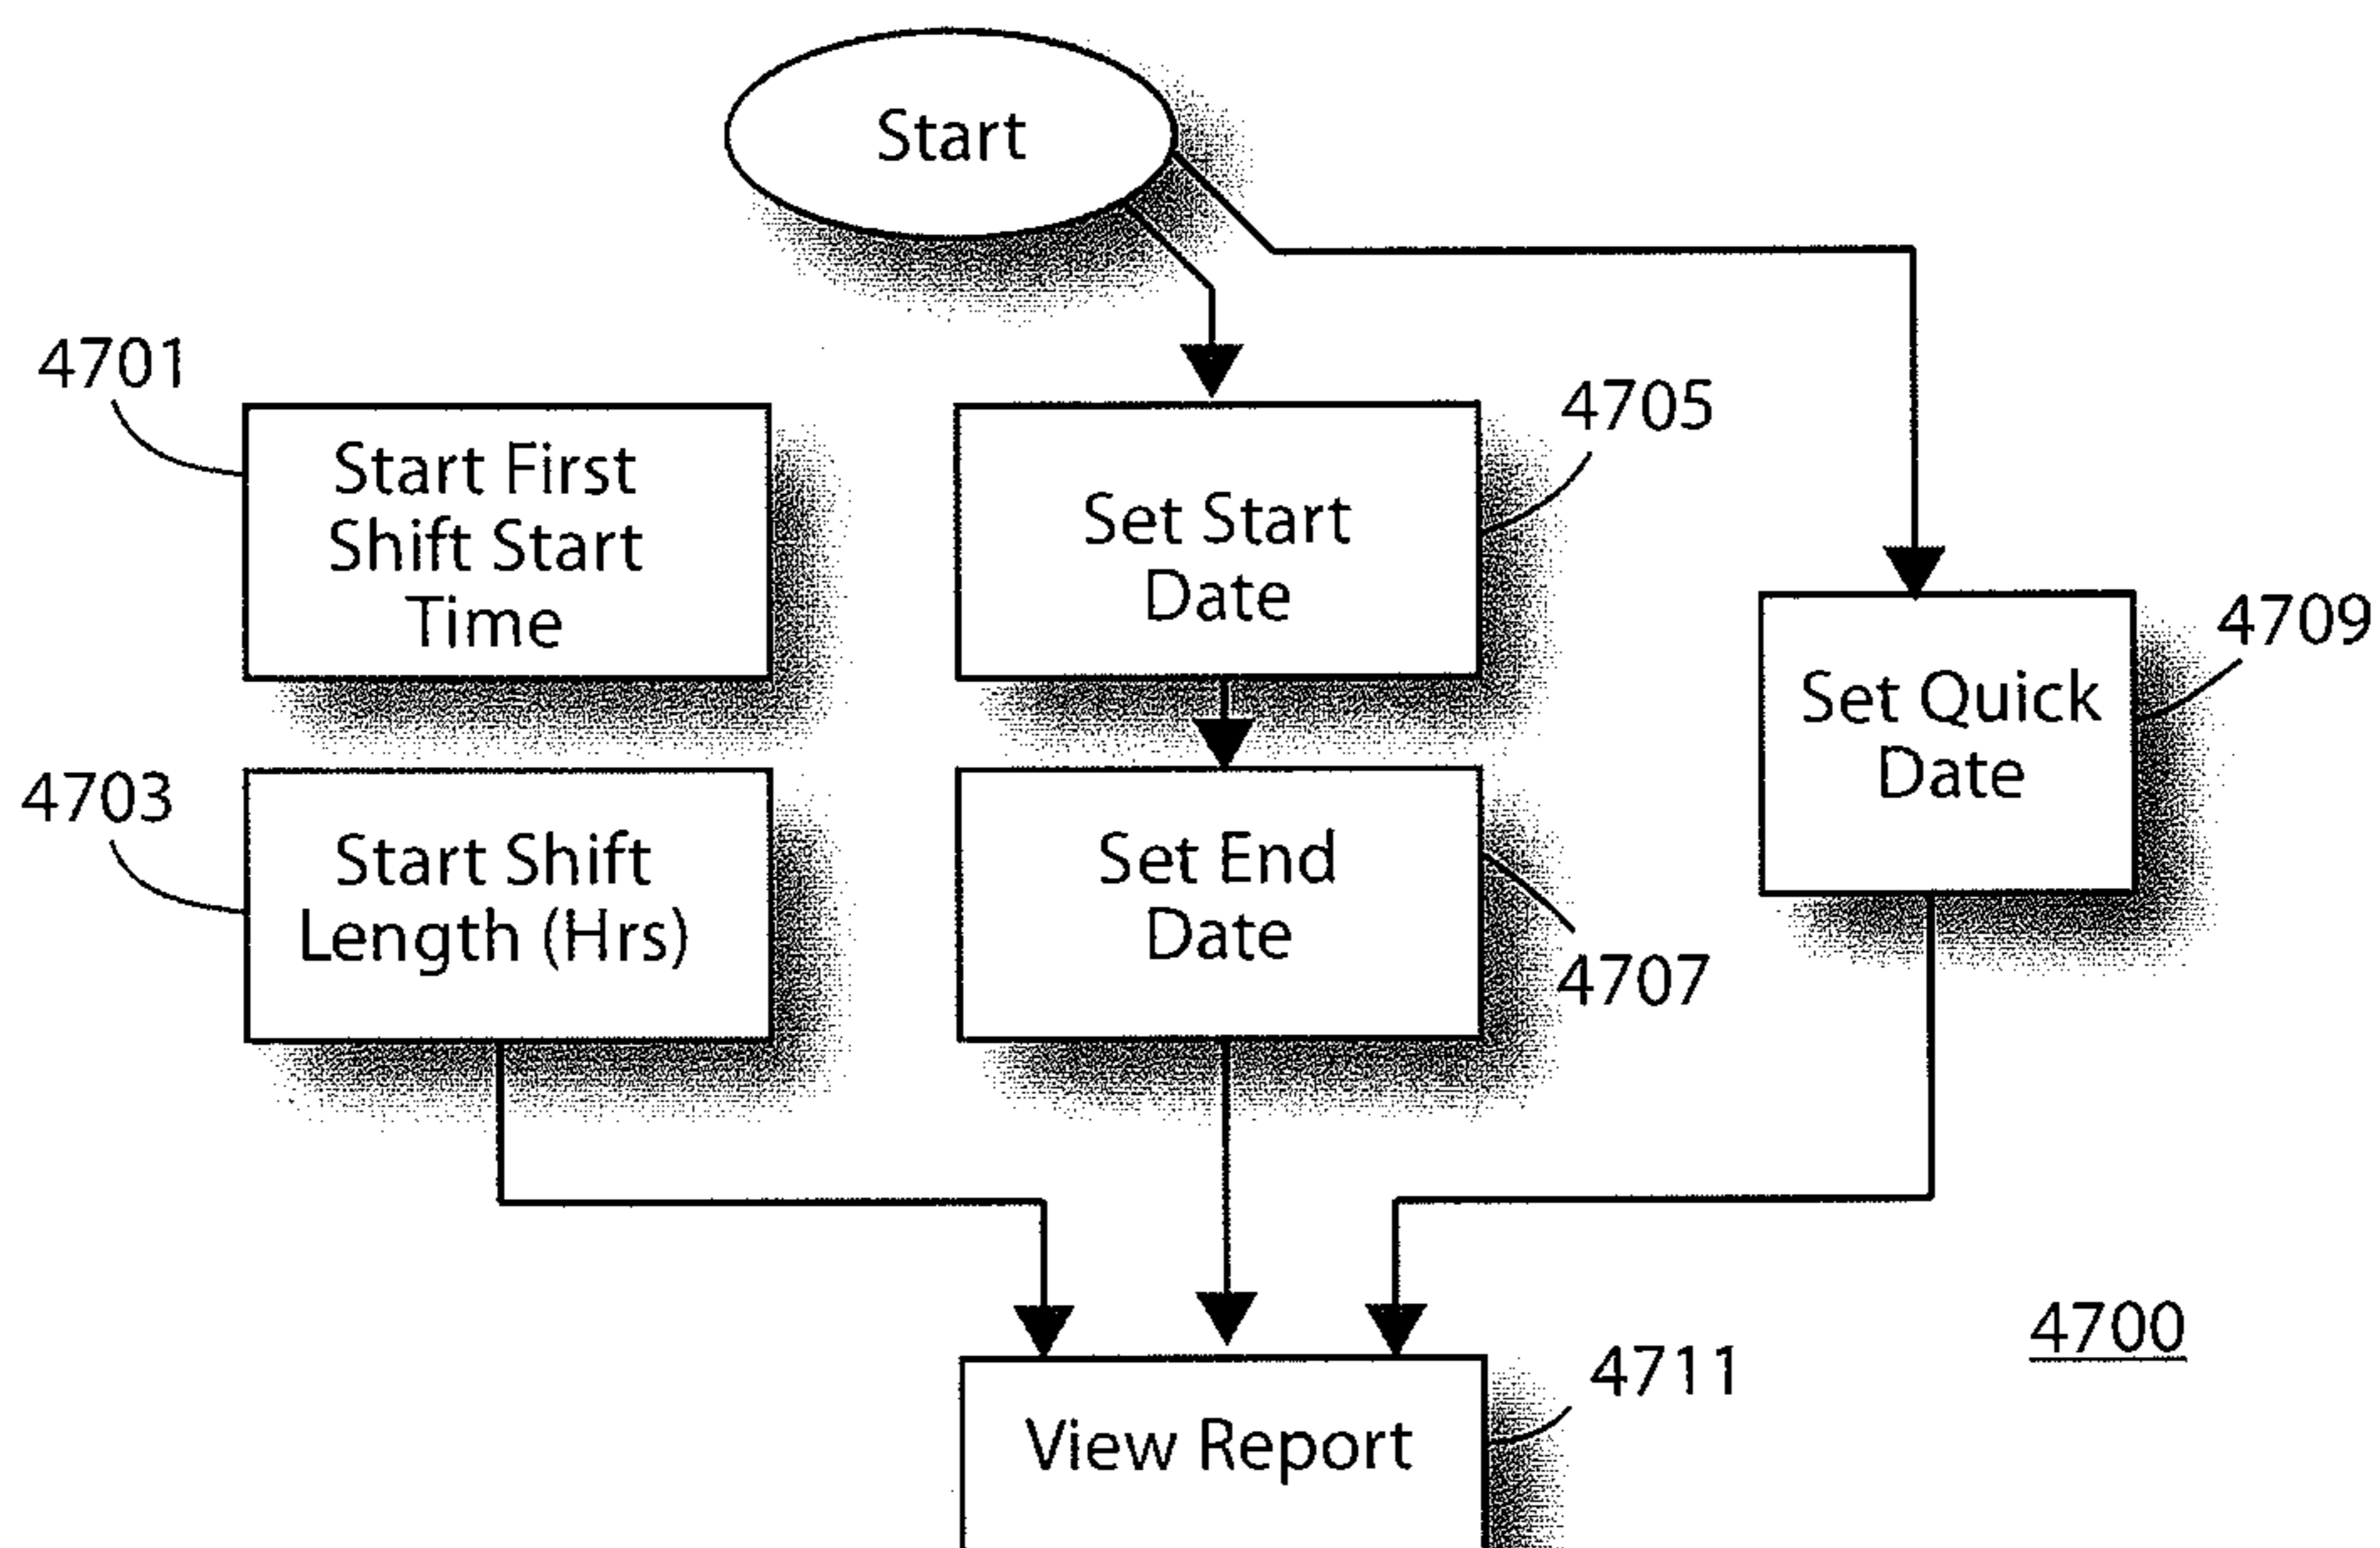 Start
4701
Start First
Shift Start
Time
4705
Set Start
Date
4709
Set Quick
Date
4703
Start Shift
Length (Hrs)
Set End
Date
4707
4700
4711
View Report